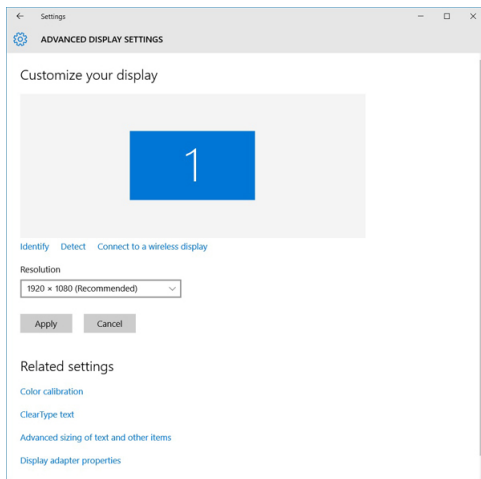 Settings
ADVANCED DISPLAY SETTINGS
Customize your display
1
Identify Detect Connect to a wireless display
Resolution
1920 × 1080 (Recommended)
Apply Cancel
Related settings
Color calibration
ClearType text
Advanced sizing of text and other items
Display adapter properties